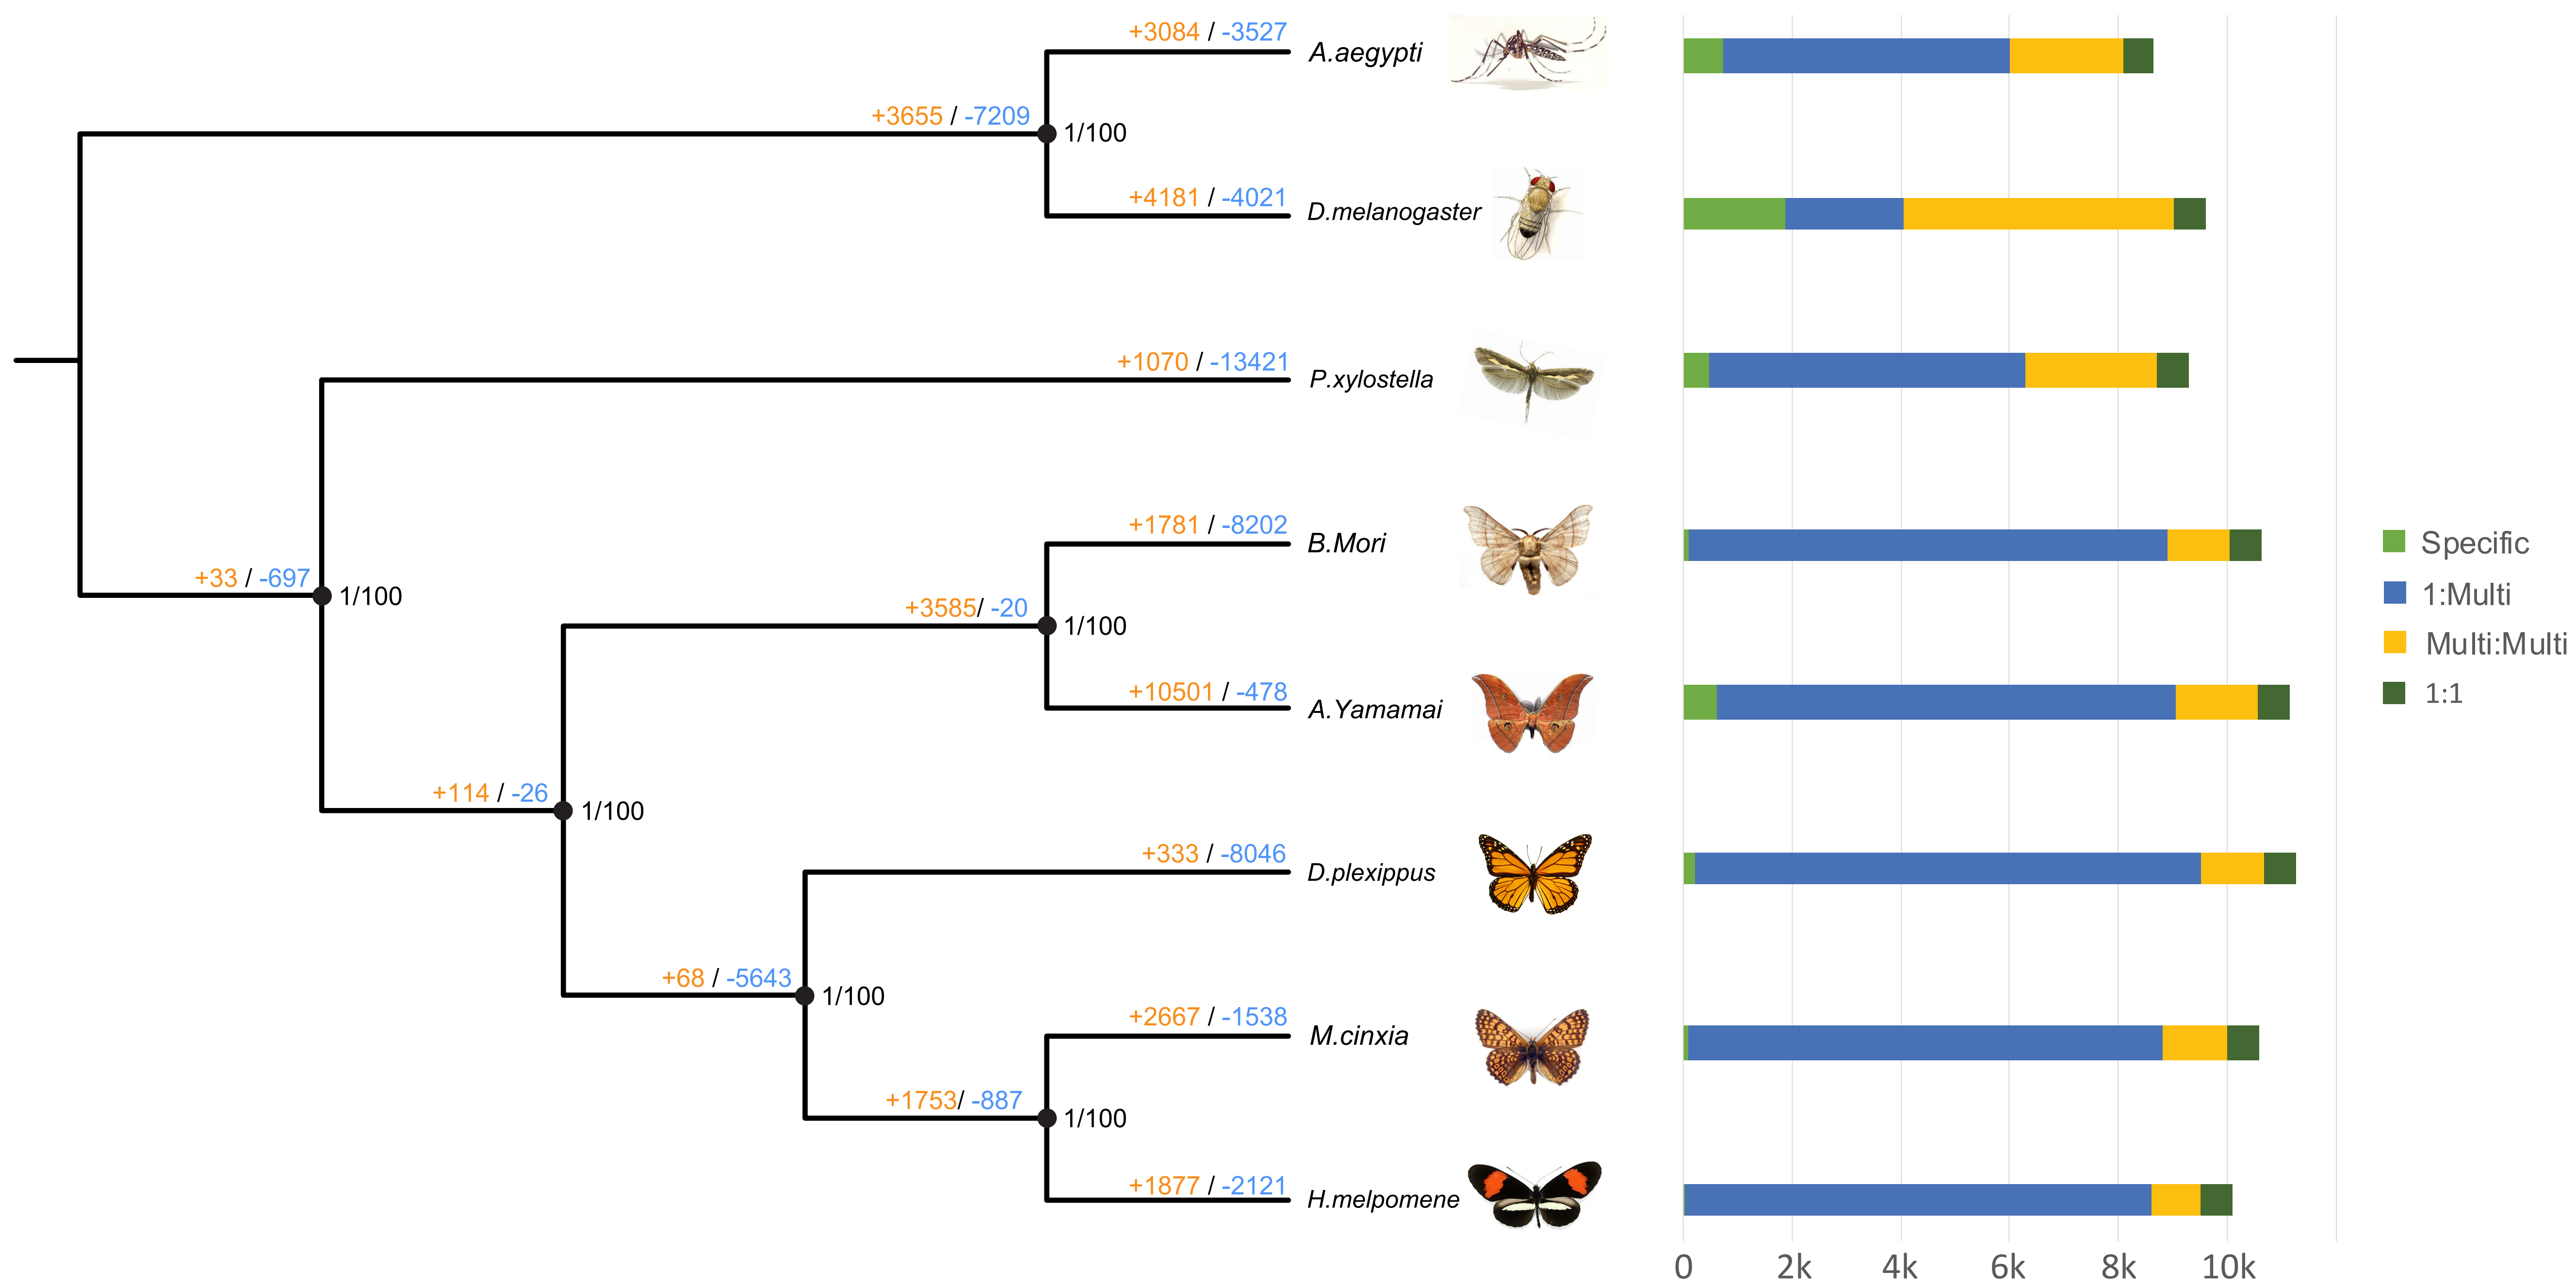 +3084 / -3527
A.aegypti
+3655 / -7209
1/100
+4181 / -4021
D.melanogaster
+1070 / -13421
P.xylostella
+1781 / -8202
B.Mori
+33 / -697
1/100
+3585/ -20
1/100
+10501 / -478
A.Yamamai
+114 / -26
1/100
+333 / -8046
D.plexippus
+68 / -5643
1/100
+2667 / -1538
M.cinxia
+1753/ -887
1/100
+1877 / -2121
H.melpomene
Specific
1:Multi
Multi:Multi
1:1
0 2k 4k 6k 8k 10k